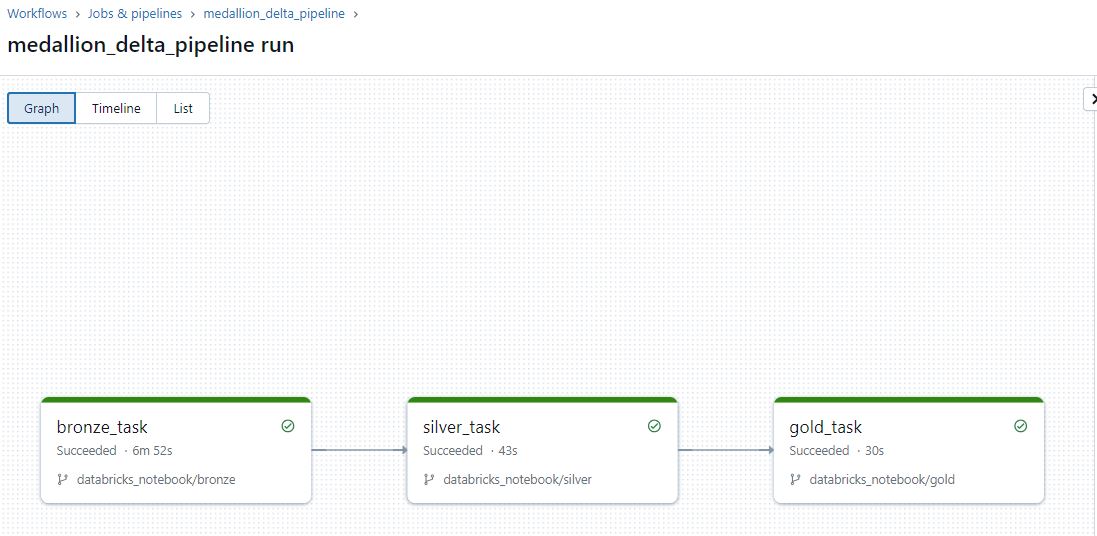 Workflows > Jobs & pipelines > medallion_delta_pipeline >
medallion_delta_pipeline run
Graph Timeline List
bronze_task
Succeeded · 6m 52s
databricks_notebook/bronze
silver_task
Succeeded · 43s
databricks_notebook/silver
gold_task
Succeeded · 30s
databricks_notebook/gold